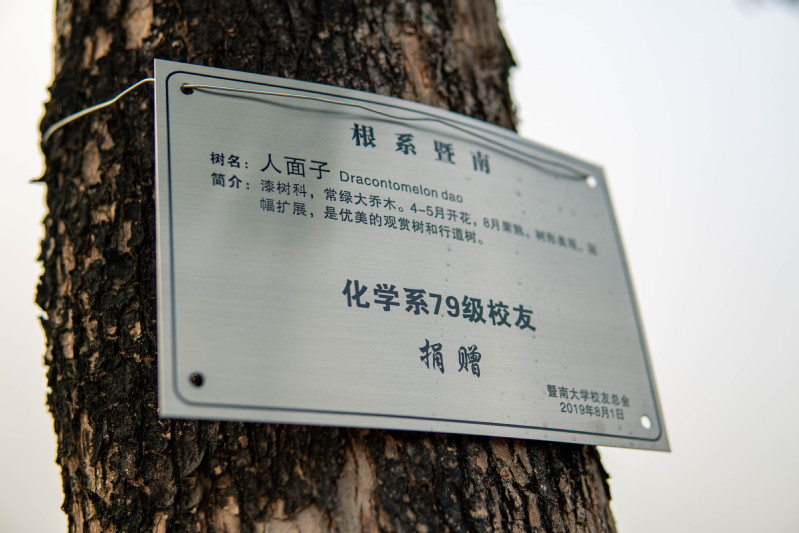 根系暨南
树名：人面子 Dracontomelon dao
简介：漆树科，常绿大乔木。4-5月开花，8月果熟。树形美观，冠
幅扩展，是优美的观赏树和行道树。
化学系79级校友
捐赠
暨南大学校友总会
2019年8月1日